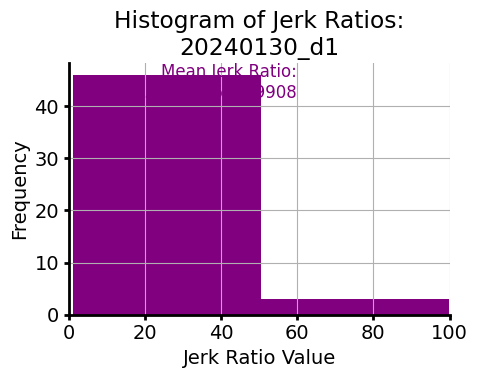 Histogram of Jerk Ratios:
20240130_d1
Mean Jerk Ratio:
9908
40
30
20
10
0
Frequency
0 20 40 60 80 100
Jerk Ratio Value